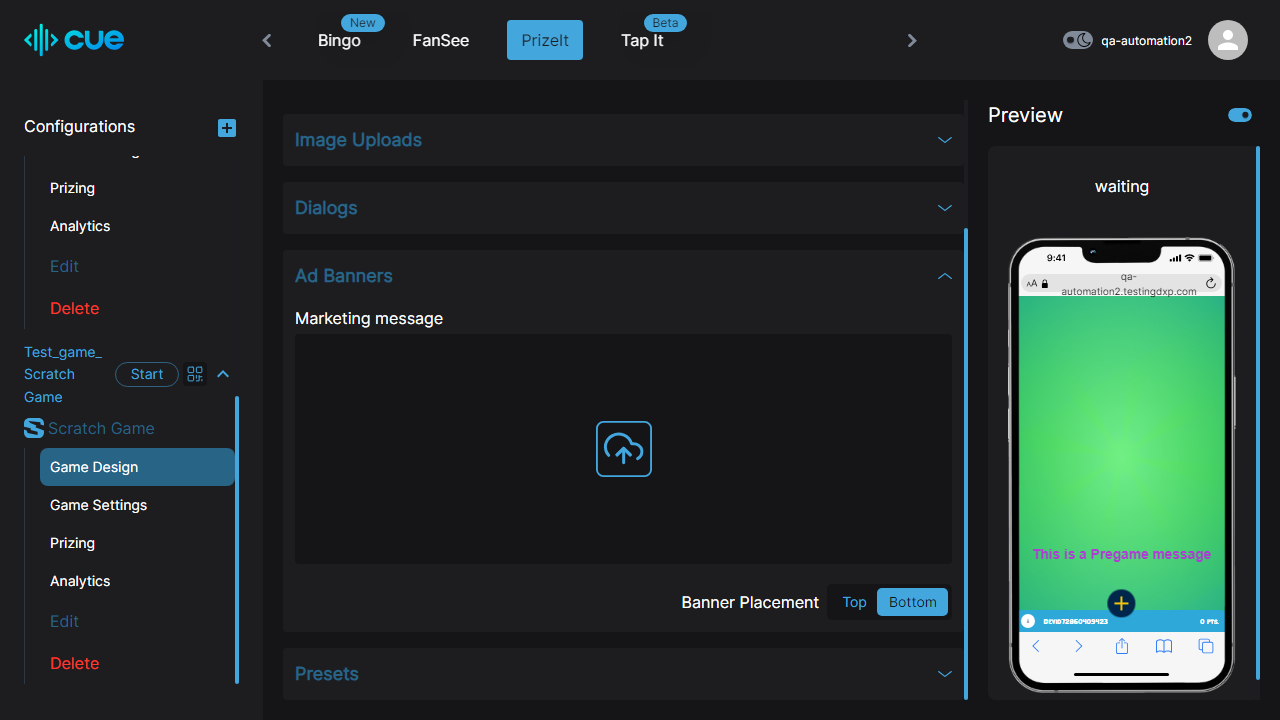 cue
New
Bingo
FanSee
PrizeIt
Beta
Tap It
qa-automation2
Configurations
Prizing
Analytics
Edit
Delete
Test_game_
Scratch
Game
Start
Scratch Game
Game Design
Game Settings
Prizing
Analytics
Edit
Delete
Image Uploads
Dialogs
Ad Banners
Marketing message
Banner Placement
Top
Bottom
Presets
Preview
waiting
9:41
AA
qa-
automation2.testingdxp.com
This is a Pregame message
0 PTS.